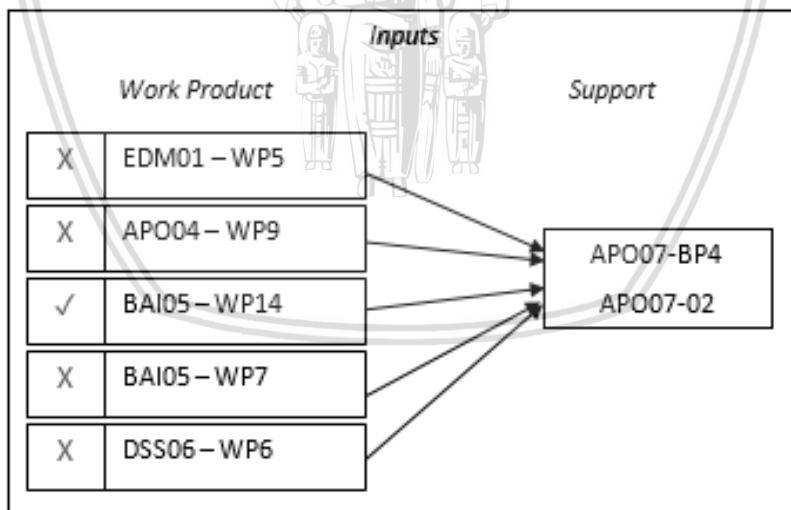 Inputs
Work Product Support
X EDM01 – WP5
X APO04 – WP9
✓ BAI05 – WP14
X BAI05 – WP7
X DSS06 – WP6
APO07-BP4
APO07-02